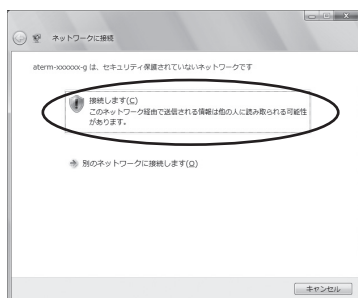 ネットワークに接続
aterm-xxxxxx-g は、セキュリティ保護されていないネットワークです
接続します(C)
このネットワーク経由で送信される情報は他の人に読み取られる可能性
があります。
別のネットワークに接続します(O)
キャンセル